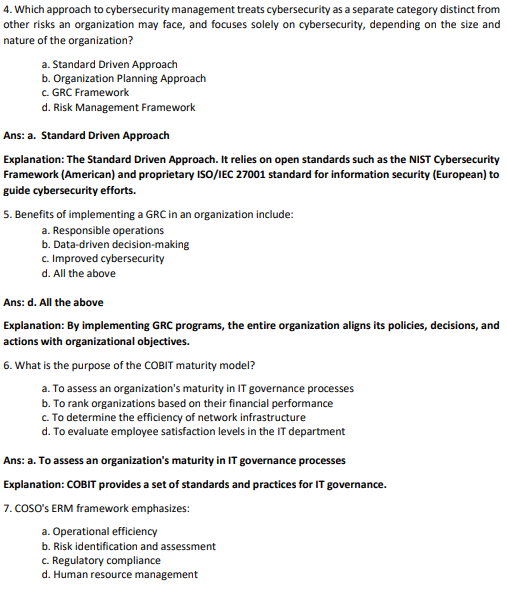 4. Which approach to cybersecurity management treats cybersecurity as a separate category distinct from
other risks an organization may face, and focuses solely on cybersecurity, depending on the size and
nature of the organization?
a. Standard Driven Approach
b. Organization Planning Approach
c. GRC Framework
d. Risk Management Framework
Ans: a. Standard Driven Approach
Explanation: The Standard Driven Approach. It relies on open standards such as the NIST Cybersecurity
Framework (American) and proprietary ISO/IEC 27001 standard for information security (European) to
guide cybersecurity efforts.
5. Benefits of implementing a GRC in an organization include:
a. Responsible operations
b. Data-driven decision-making
c. Improved cybersecurity
d. All the above
Ans: d. All the above
Explanation: By implementing GRC programs, the entire organization aligns its policies, decisions, and
actions with organizational objectives.
6. What is the purpose of the COBIT maturity model?
a. To assess an organization's maturity in IT governance processes
b. To rank organizations based on their financial performance
c. To determine the efficiency of network infrastructure
d. To evaluate employee satisfaction levels in the IT department
Ans: a. To assess an organization's maturity in IT governance processes
Explanation: COBIT provides a set of standards and practices for IT governance.
7. COSO's ERM framework emphasizes:
a. Operational efficiency
b. Risk identification and assessment
c. Regulatory compliance
d. Human resource management